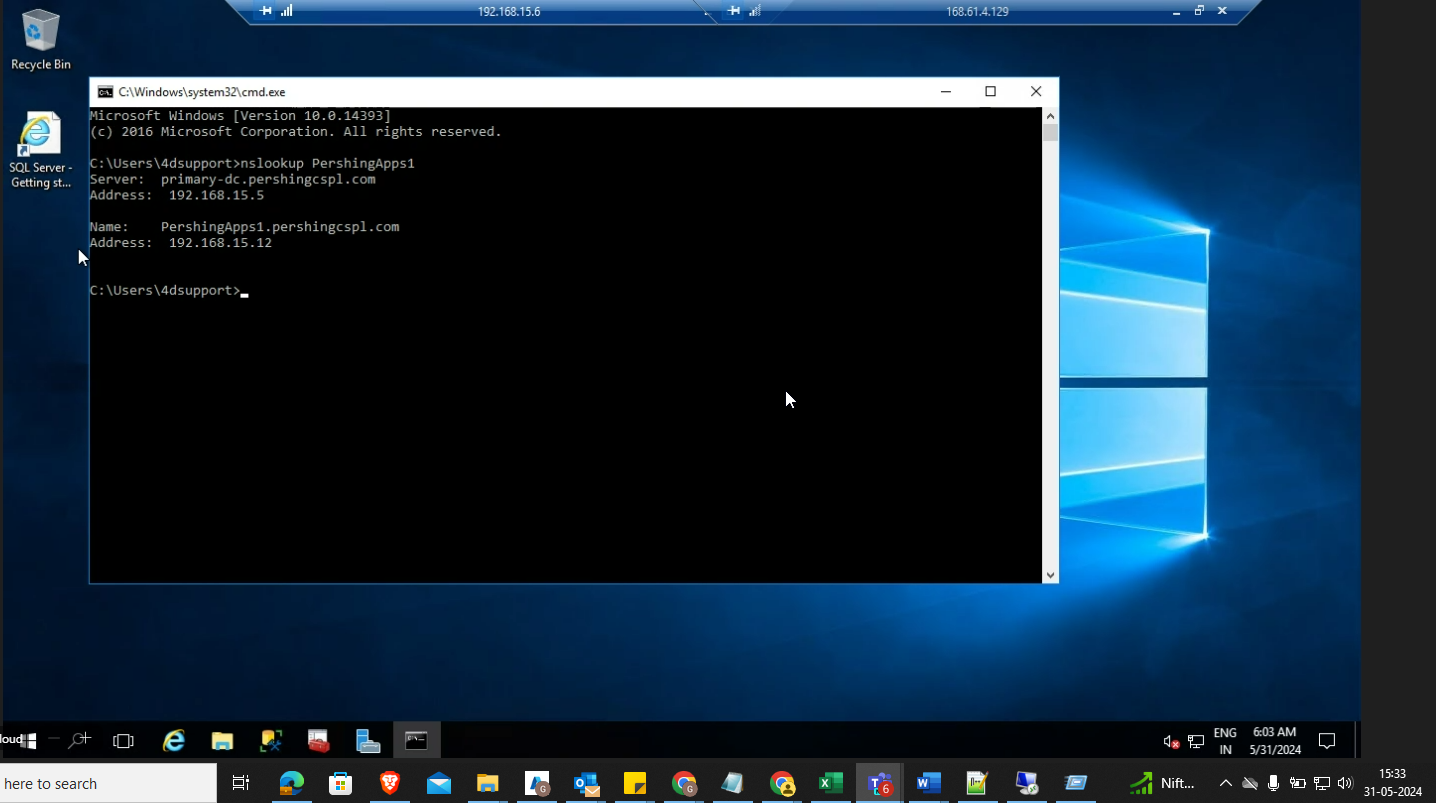 192.168.15.6
168.61.4.129
Recycle Bin
C:\Windows\system32\cmd.exe
Microsoft Windows [Version 10.0.14393]
(c) 2016 Microsoft Corporation. All rights reserved.
SQL Server -
Getting st...
C:\Users\4dsupport>nslookup PershingApps1
Server:  primary-dc.pershingcspl.com
Address:  192.168.15.5
Name:    PershingApps1.pershingcspl.com
Address:  192.168.15.12
C:\Users\4dsupport>
loud
ENG
IN
6:03 AM
5/31/2024
here to search
6
Nift...
15:33
31-05-2024